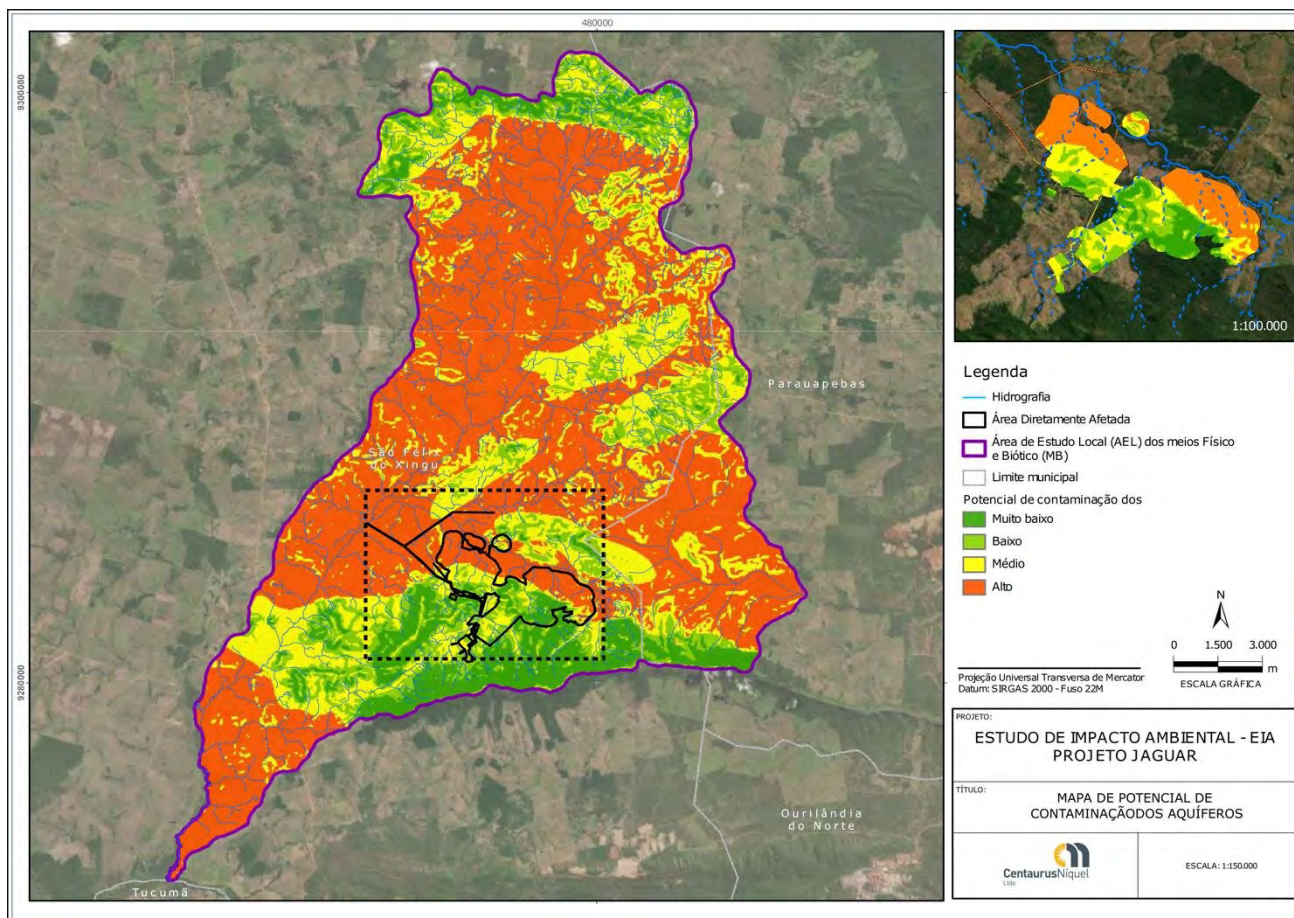 480000
9300000
9280000
Parauapebas
São Félix
do Xingu
Ourilândia
do Norte
Tucumã
1:100.000
Legenda
Hidrografia
Área Diretamente Afetada
Área de Estudo Local (AEL) dos meios Físico
e Biótico (MB)
Limite municipal
Potencial de contaminação dos
Muito baixo
Baixo
Médio
Alto
N
0 1.500 3.000
m
ESCALA GRÁFICA
Projeção Universal Transversa de Mercator
Datum: SIRGAS 2000 - Fuso 22M
PROJETO:
ESTUDO DE IMPACTO AMBIENTAL - EIA
PROJETO JAGUAR
TÍTULO:
MAPA DE POTENCIAL DE
CONTAMINAÇÃODOS AQUÍFEROS
CentaurusNíquel
Ltda
ESCALA: 1:150.000